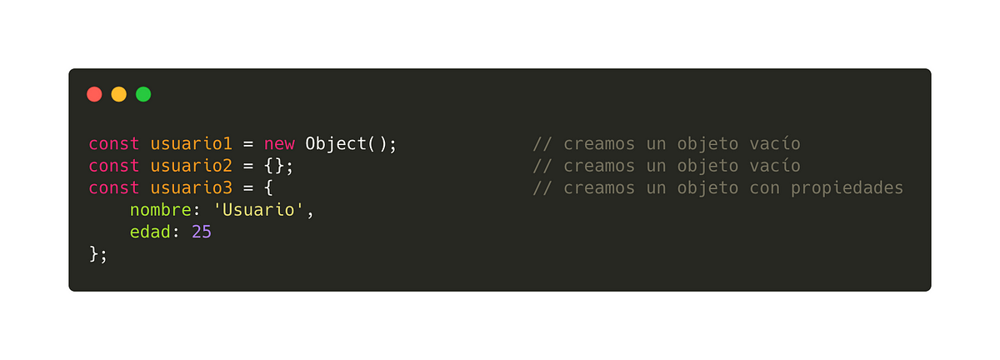 const usuario1 = new Object(); // creamos un objeto vacío
const usuario2 = {}; // creamos un objeto vacío
const usuario3 = { // creamos un objeto con propiedades
nombre: 'Usuario',
edad: 25
};